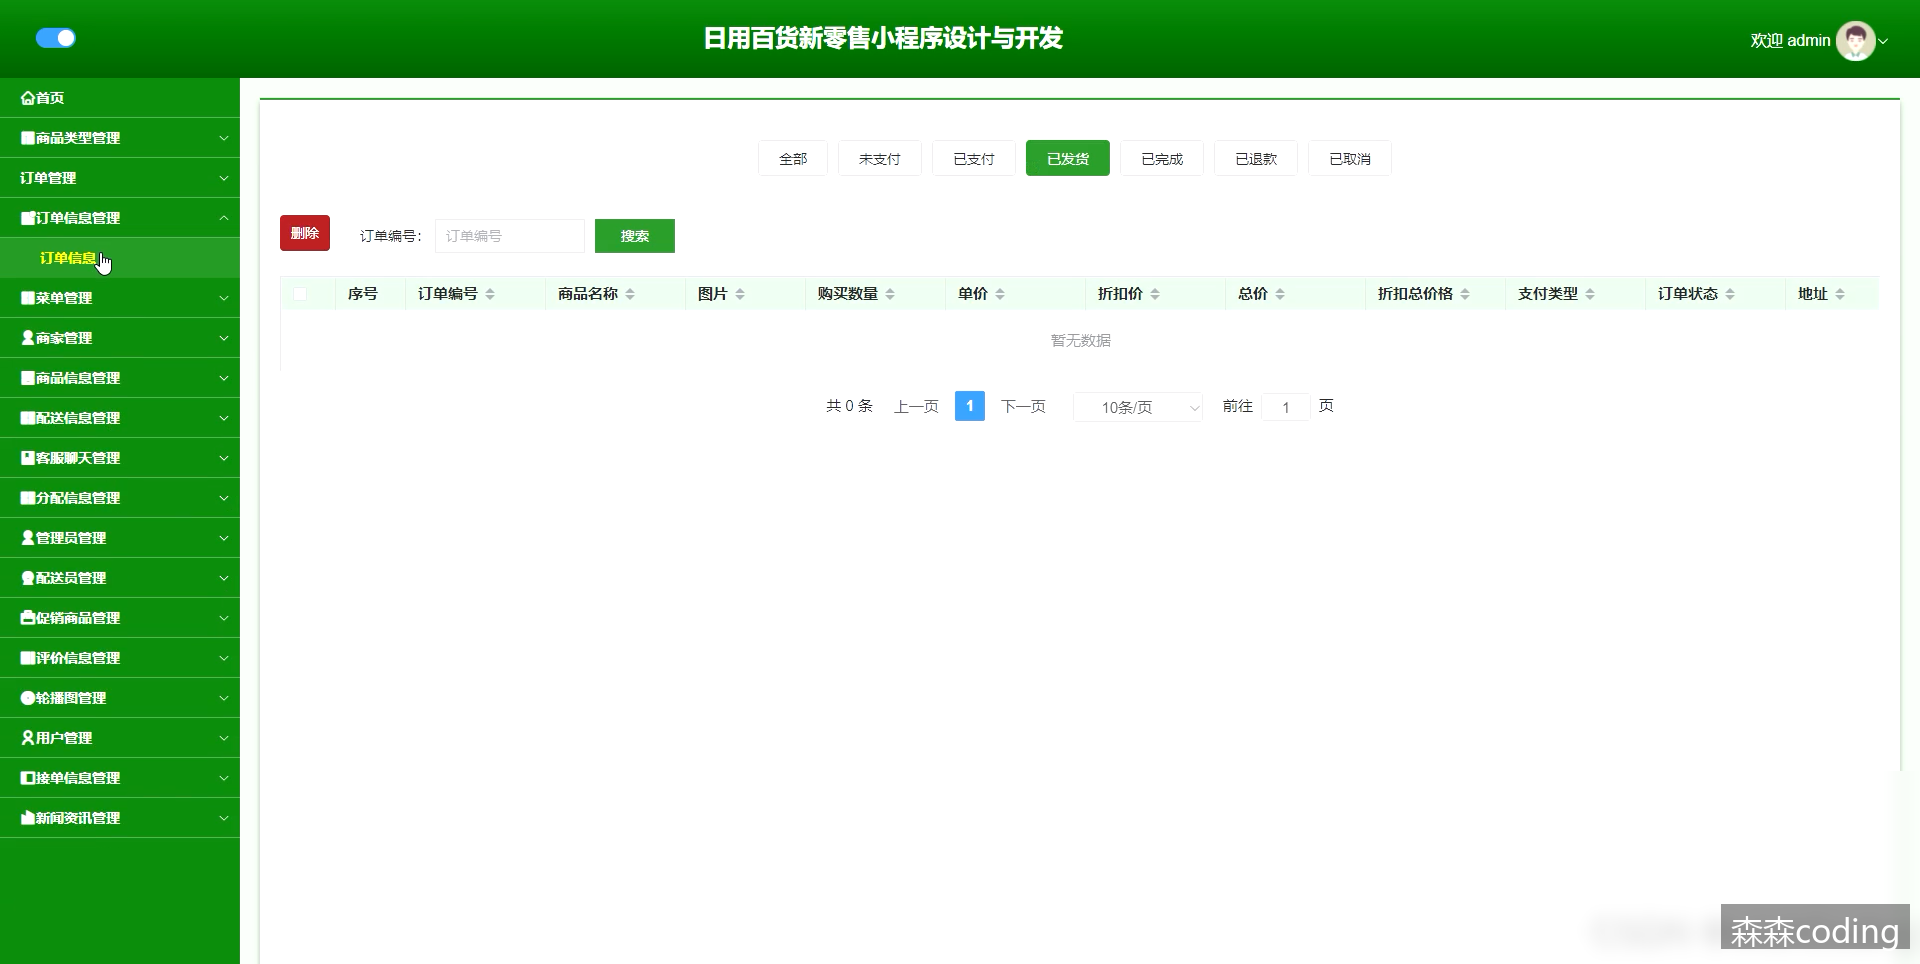 日用百货新零售小程序设计与开发
欢迎 admin
首页
商品类型管理
订单管理
订单信息管理
订单信息
菜单管理
商家管理
商品信息管理
配送信息管理
客服聊天管理
分配信息管理
管理员管理
配送员管理
促销商品管理
评价信息管理
轮播图管理
用户管理
接单信息管理
新闻资讯管理
全部 未支付 已支付 已发货 已完成 已退款 已取消
删除 订单编号： 订单编号 搜索
序号 订单编号 商品名称 图片 购买数量 单价 折扣价 总价 折扣总价格 支付类型 订单状态 地址
暂无数据
共 0 条 上一页 1 下一页 10条/页 前往 1 页
森森coding